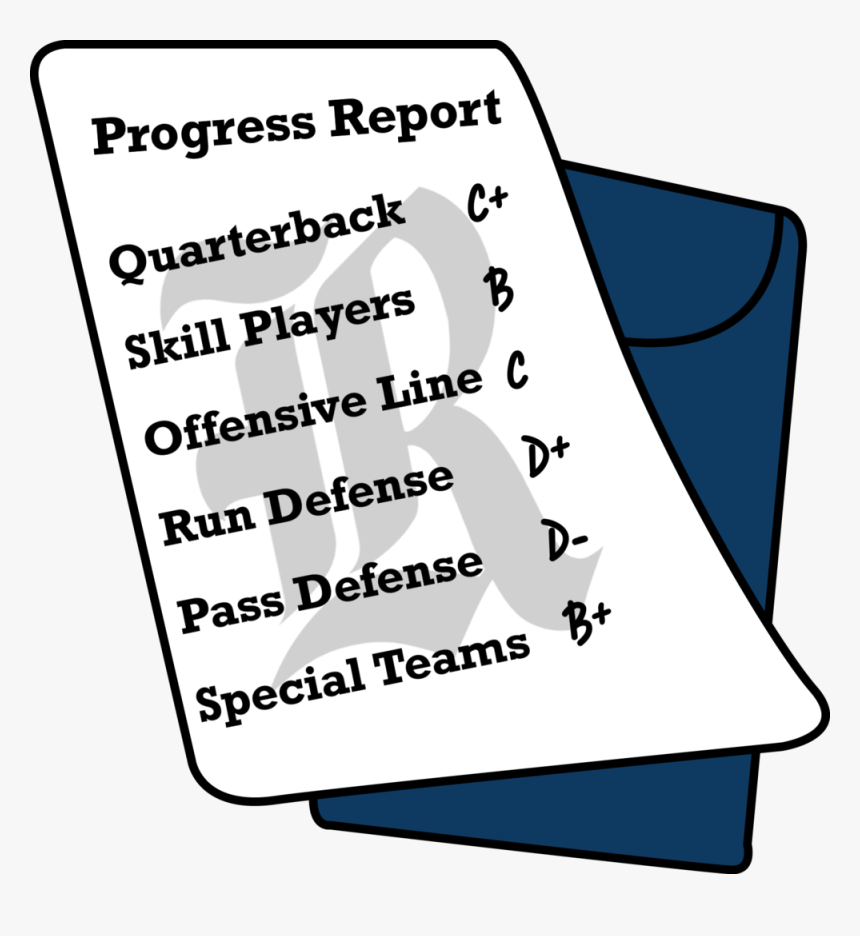 Progress Report
Quarterback C+
Skill Players B
Offensive Line C
Run Defense D+
Pass Defense D-
Special Teams B+
R